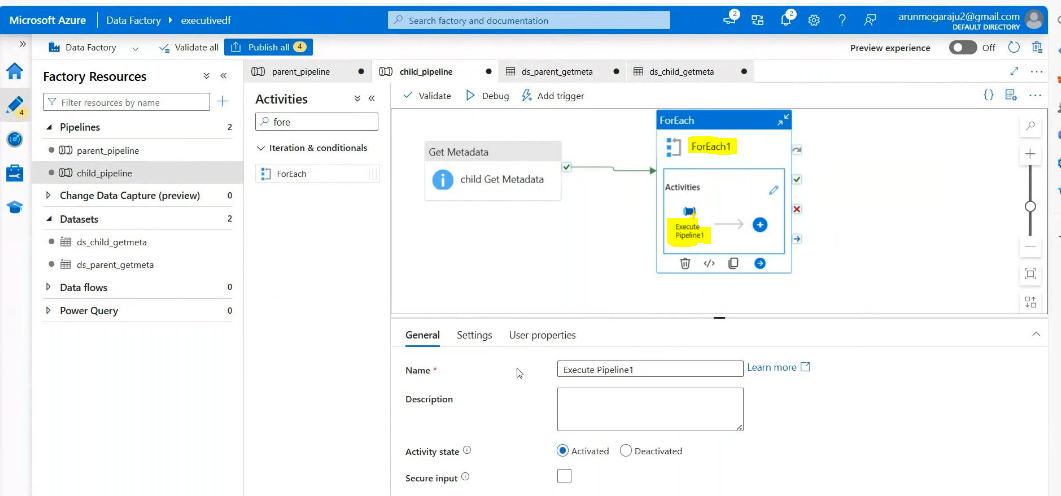 Microsoft Azure
Data Factory
executivedf
Search factory and documentation
2
2
arunmogaraju2@gmail.com
DEFAULT DIRECTORY
Data Factory
Validate all
Publish all 4
Preview experience
Off
4
Factory Resources
Filter resources by name
Pipelines 2
parent_pipeline
child_pipeline
Change Data Capture (preview) 0
Datasets 2
ds_child_getmeta
ds_parent_getmeta
Data flows 0
Power Query 0
parent_pipeline
child_pipeline
ds_parent_getmeta
ds_child_getmeta
Activities
fore
Iteration & conditionals
ForEach
Validate
Debug
Add trigger
Get Metadata
child Get Metadata
ForEach
ForEach1
Activities
Execute
Pipeline1
General
Settings
User properties
Name *
Execute Pipeline1
Learn more
Description
Activity state
Activated
Deactivated
Secure input